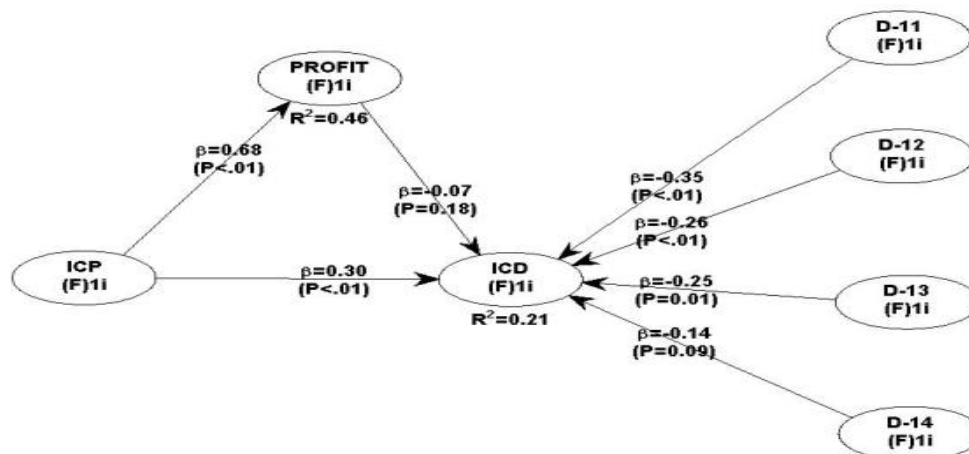 D-11
(F)1i
PROFIT
(F)1i
R²=0.46
D-12
(F)1i
β=0.68
(P<.01)
β=-0.07
(P=0.18)
β=-0.35
(P<.01)
β=-0.26
(P<.01)
ICP
(F)1i
β=0.30
(P<.01)
ICD
(F)1i
R²=0.21
β=-0.25
(P=0.01)
D-13
(F)1i
β=-0.14
(P=0.09)
D-14
(F)1i